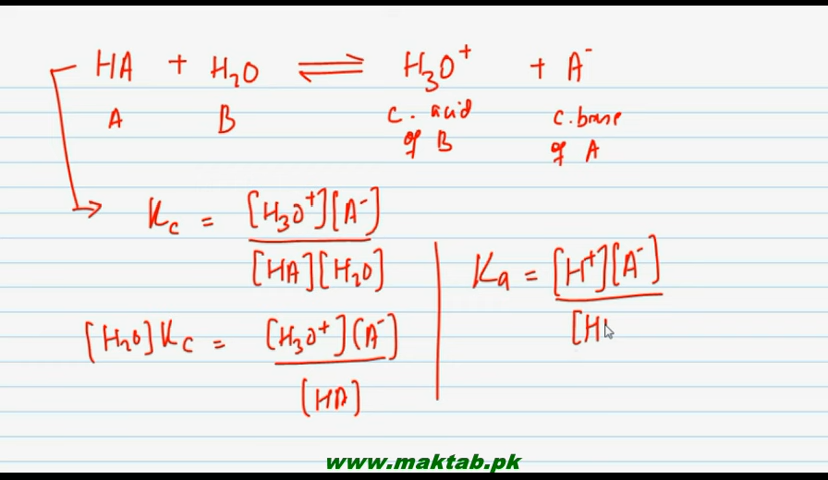 HA + H₂O ⇌ H₃O⁺ + A⁻
A B c. acid of B c. base of A
Kc = [H₃O⁺][A⁻] / [HA][H₂O]
[H₂O]Kc = [H₃O⁺][A⁻] / [HA]
Ka = [H⁺][A⁻] / [H
www.maktab.pk